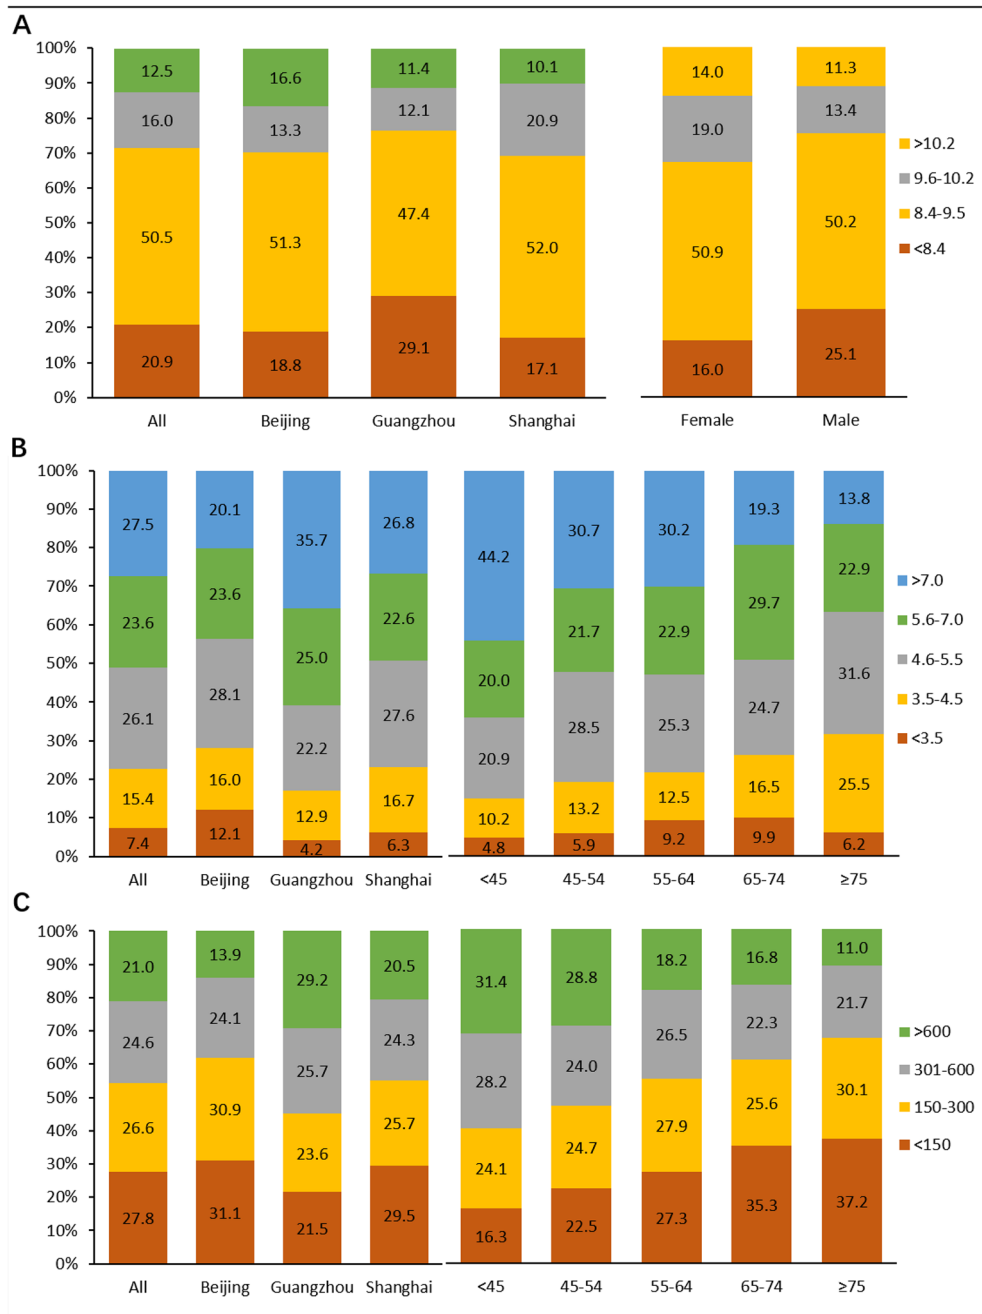 A
100%
90%
80%
70%
60%
50%
40%
30%
20%
10%
0%
12.5 16.6 11.4 10.1 14.0 11.3
16.0 13.3 12.1 20.9 19.0 13.4
50.5 51.3 47.4 52.0 50.9 50.2
20.9 18.8 29.1 17.1 16.0 25.1
All Beijing Guangzhou Shanghai Female Male
>10.2
9.6-10.2
8.4-9.5
<8.4
B
100%
90%
80%
70%
60%
50%
40%
30%
20%
10%
0%
27.5 20.1 35.7 26.8 44.2 30.7 30.2 19.3 13.8
23.6 23.6 25.0 22.6 20.0 21.7 22.9 29.7 22.9
26.1 28.1 22.2 27.6 20.9 28.5 25.3 24.7 31.6
15.4 16.0 12.9 16.7 10.2 13.2 12.5 16.5 25.5
7.4 12.1 4.2 6.3 4.8 5.9 9.2 9.9 6.2
All Beijing Guangzhou Shanghai <45 45-54 55-64 65-74 ≥75
>7.0
5.6-7.0
4.6-5.5
3.5-4.5
<3.5
C
100%
90%
80%
70%
60%
50%
40%
30%
20%
10%
0%
21.0 13.9 29.2 20.5 31.4 28.8 18.2 16.8 11.0
24.6 24.1 25.7 24.3 28.2 24.0 26.5 22.3 21.7
26.6 30.9 23.6 25.7 24.1 24.7 27.9 25.6 30.1
27.8 31.1 21.5 29.5 16.3 22.5 27.3 35.3 37.2
All Beijing Guangzhou Shanghai <45 45-54 55-64 65-74 ≥75
>600
301-600
150-300
<150